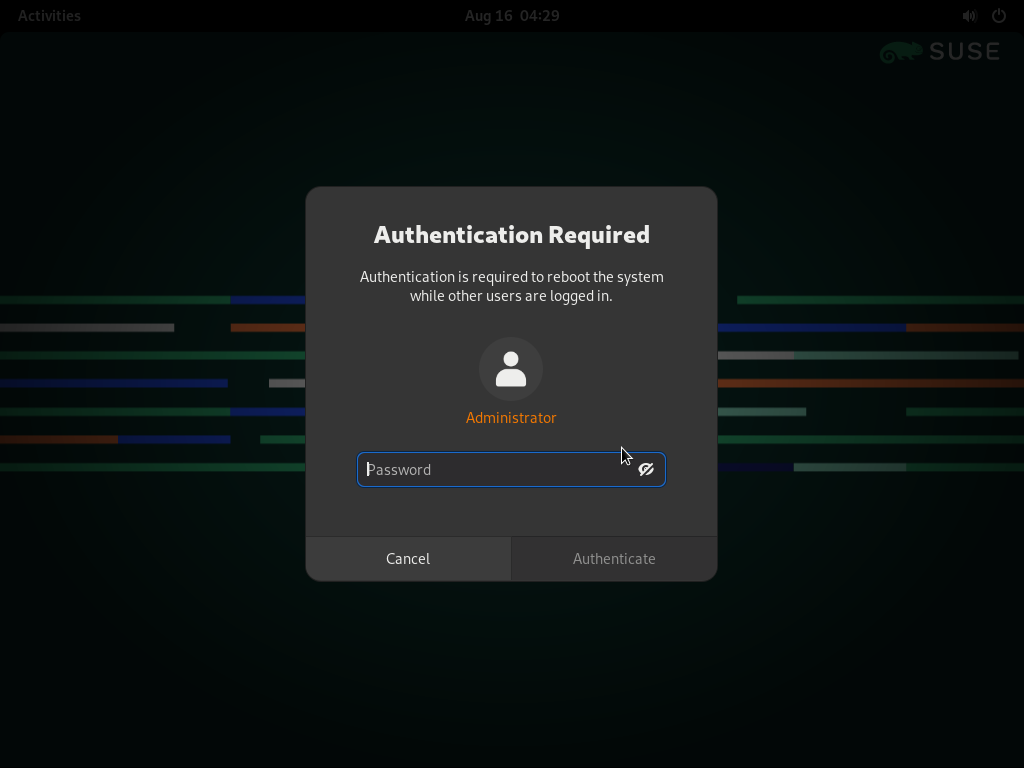 Activities
Aug 16 04:29
SUSE
Authentication Required
Authentication is required to reboot the system
while other users are logged in.
Administrator
Password
Cancel
Authenticate